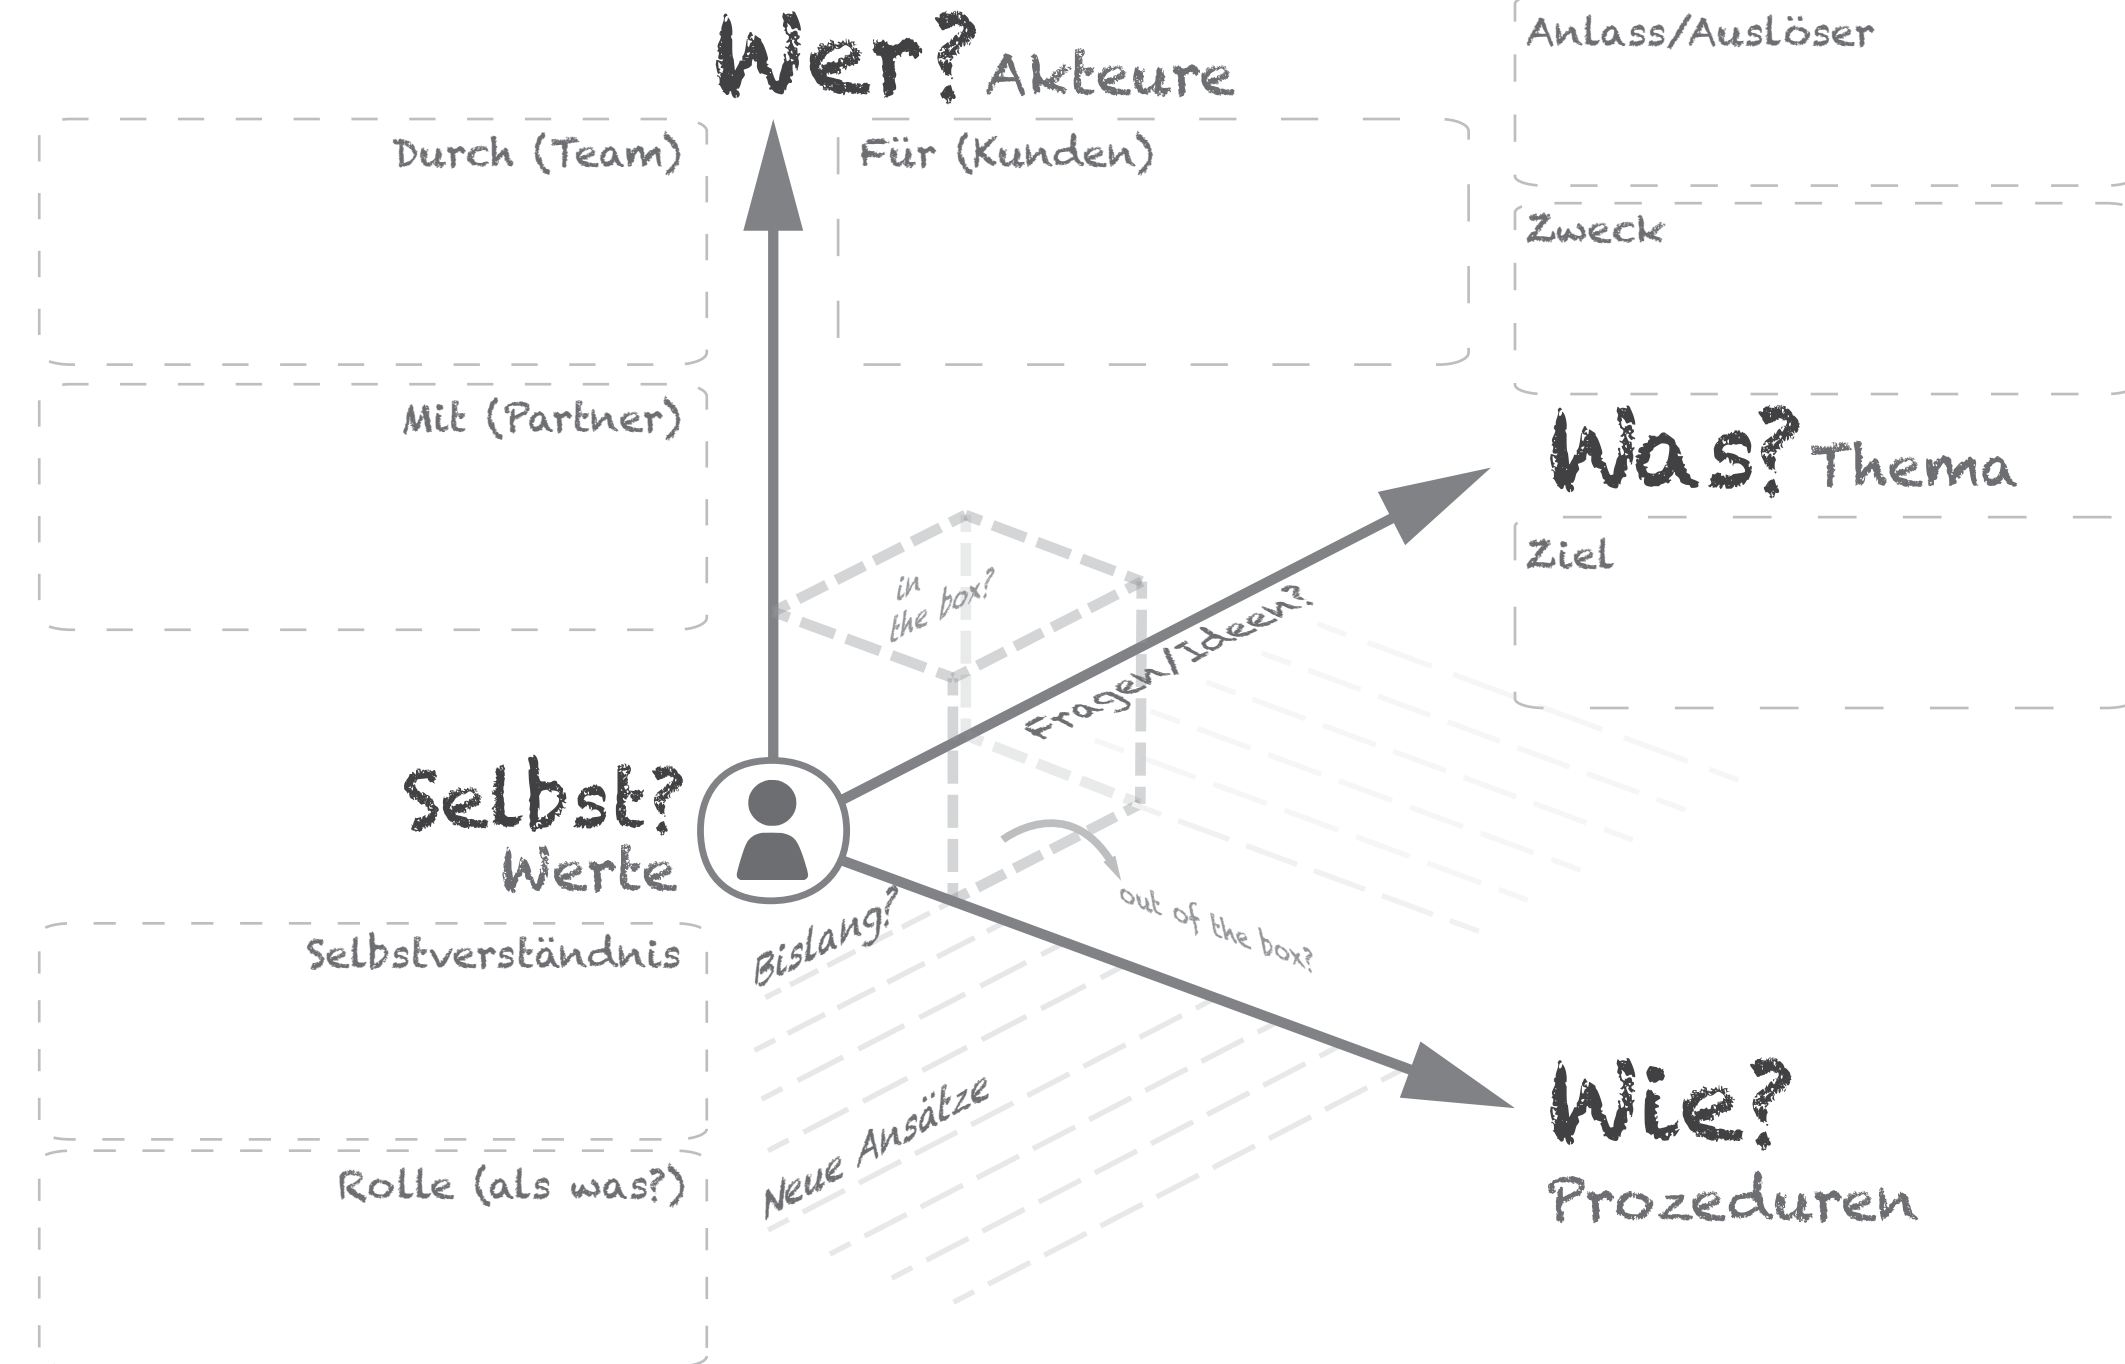 Wer? Akteure
Durch (Team)
Für (Kunden)
Mit (Partner)
Anlass/Auslöser
Zweck
Was? Thema
Ziel
in
the box?
Fragen/Ideen?
Selbst?
Werte
Selbstverständnis
Rolle (als was?)
Bislang?
out of the box?
Neue Ansätze
Wie?
Prozeduren